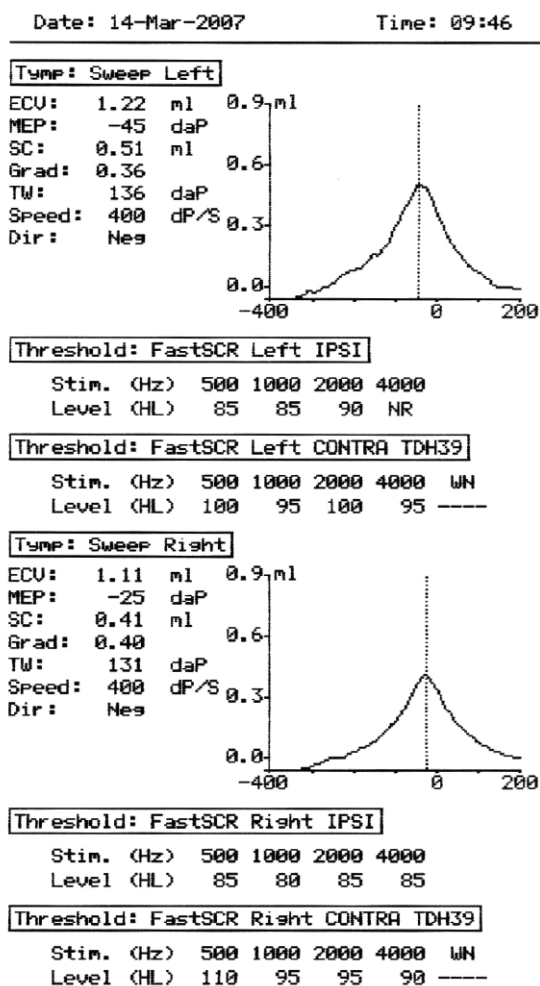 Date: 14-Mar-2007 Time: 09:46
Tymp: Sweep Left
ECV: 1.22 ml
MEP: -45 daP
SC: 0.51 ml
Grad: 0.36
TW: 136 daP
Speed: 400 dP/S
Dir: Neg
0.9 ml
0.6
0.3
0.0
-400 0 200
Threshold: FastSCR Left IPSI
Stim. (Hz) 500 1000 2000 4000
Level (HL) 85 85 90 NR
Threshold: FastSCR Left CONTRA TDH39
Stim. (Hz) 500 1000 2000 4000 WN
Level (HL) 100 95 100 95 ----
Tymp: Sweep Right
ECV: 1.11 ml
MEP: -25 daP
SC: 0.41 ml
Grad: 0.40
TW: 131 daP
Speed: 400 dP/S
Dir: Neg
0.9 ml
0.6
0.3
0.0
-400 0 200
Threshold: FastSCR Right IPSI
Stim. (Hz) 500 1000 2000 4000
Level (HL) 85 80 85 85
Threshold: FastSCR Right CONTRA TDH39
Stim. (Hz) 500 1000 2000 4000 WN
Level (HL) 110 95 95 90 ----